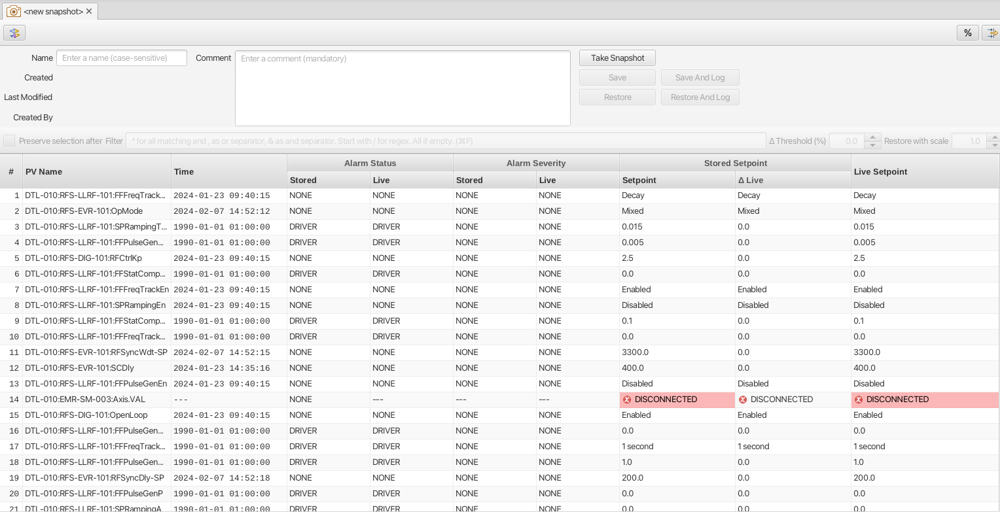 <new snapshot>
%
Name Enter a name (case-sensitive) Comment Enter a comment (mandatory) Take Snapshot
Created Save Save And Log
Last Modified Restore Restore And Log
Created By
Preserve selection after Filter * for all matching and , as or separator, & as and separator. Start with / for regex. All if empty. (⌘F) Δ Threshold (%) 0.0 Restore with scale 1.0
Alarm Status Alarm Severity Stored Setpoint
# PV Name Time Live Setpoint
Stored Live Stored Live Setpoint Δ Live
1 DTL-010:RFS-LLRF-101:FFFreqTrack... 2024-01-23 09:40:15 NONE NONE NONE NONE Decay Decay Decay
2 DTL-010:RFS-EVR-101:OpMode 2024-02-07 14:52:12 NONE NONE NONE NONE Mixed Mixed Mixed
3 DTL-010:RFS-LLRF-101:SPRampingT... 1990-01-01 01:00:00 DRIVER DRIVER NONE NONE 0.015 0.0 0.015
4 DTL-010:RFS-LLRF-101:FFPulseGen... 1990-01-01 01:00:00 DRIVER DRIVER NONE NONE 0.005 0.0 0.005
5 DTL-010:RFS-DIG-101:RFCtrlKp 2024-01-23 09:40:15 NONE NONE NONE NONE 2.5 0.0 2.5
6 DTL-010:RFS-LLRF-101:FFStatComp... 1990-01-01 01:00:00 DRIVER DRIVER NONE NONE 0.0 0.0 0.0
7 DTL-010:RFS-LLRF-101:FFFreqTrackEn 2024-01-23 09:40:15 NONE NONE NONE NONE Enabled Enabled Enabled
8 DTL-010:RFS-LLRF-101:SPRampingEn 2024-01-23 09:40:15 NONE NONE NONE NONE Disabled Disabled Disabled
9 DTL-010:RFS-LLRF-101:FFStatComp... 1990-01-01 01:00:00 DRIVER DRIVER NONE NONE 0.1 0.0 0.1
10 DTL-010:RFS-LLRF-101:FFFreqTrack... 1990-01-01 01:00:00 DRIVER DRIVER NONE NONE 0.0 0.0 0.0
11 DTL-010:RFS-EVR-101:RFSyncWdt-SP 2024-02-07 14:52:15 NONE NONE NONE NONE 3300.0 0.0 3300.0
12 DTL-010:RFS-EVR-101:SCDly 2024-01-23 14:35:16 NONE NONE NONE NONE 400.0 0.0 400.0
13 DTL-010:RFS-LLRF-101:FFPulseGenEn 2024-01-23 09:40:15 NONE NONE NONE NONE Disabled Disabled Disabled
14 DTL-010:EMR-SM-003:Axis.VAL --- NONE --- --- --- DISCONNECTED DISCONNECTED DISCONNECTED
15 DTL-010:RFS-DIG-101:OpenLoop 2024-01-23 09:40:15 NONE NONE NONE NONE Enabled Enabled Enabled
16 DTL-010:RFS-LLRF-101:FFPulseGen... 1990-01-01 01:00:00 DRIVER DRIVER NONE NONE 0.0 0.0 0.0
17 DTL-010:RFS-LLRF-101:FFFreqTrack... 1990-01-01 01:00:00 DRIVER DRIVER NONE NONE 1 second 1 second 1 second
18 DTL-010:RFS-LLRF-101:FFPulseGen... 1990-01-01 01:00:00 DRIVER DRIVER NONE NONE 1.0 0.0 1.0
19 DTL-010:RFS-EVR-101:RFSyncDly-SP 2024-02-07 14:52:18 NONE NONE NONE NONE 200.0 0.0 200.0
20 DTL-010:RFS-LLRF-101:FFPulseGenP 1990-01-01 01:00:00 DRIVER DRIVER NONE NONE 0.0 0.0 0.0
21 DTL-010:RFS-LLRF-101:SPRampingA 1990-01-01 01:00:00 DRIVER DRIVER NONE NONE 0.0 0.0 0.0